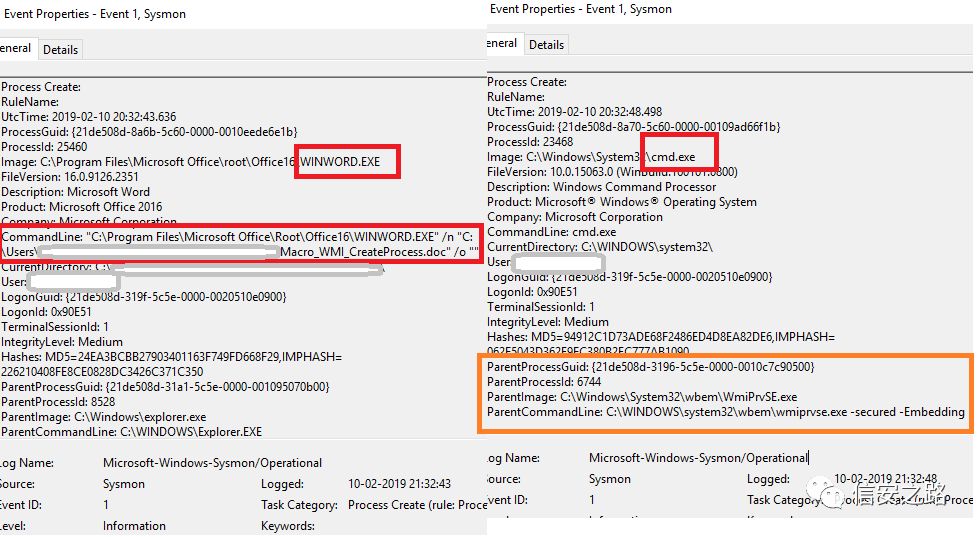 Event Properties - Event 1, Sysmon
eneral Details
Process Create:
RuleName:
UtcTime: 2019-02-10 20:32:43.636
ProcessGuid: {21de508d-8a6b-5c60-0000-0010eede6e1b}
ProcessId: 25460
Image: C:\Program Files\Microsoft Office\root\Office16\WINWORD.EXE
FileVersion: 16.0.9126.2351
Description: Microsoft Word
Product: Microsoft Office 2016
Company: Microsoft Corporation
CommandLine: "C:\Program Files\Microsoft Office\Root\Office16\WINWORD.EXE" /n "C:
\Users\ Macro_WMI_CreateProcess.doc" /o ""
CurrentDirectory: C:\ \
User:
LogonGuid: {21de508d-319f-5c5e-0000-0020510e0900}
LogonId: 0x90E51
TerminalSessionId: 1
IntegrityLevel: Medium
Hashes: MD5=24EA3BCBB27903401163F749FD668F29,IMPHASH=
226210408FE8CE0828DC3426C371C350
ParentProcessGuid: {21de508d-31a1-5c5e-0000-001095070b00}
ParentProcessId: 8528
ParentImage: C:\Windows\explorer.exe
ParentCommandLine: C:\WINDOWS\Explorer.EXE
Log Name: Microsoft-Windows-Sysmon/Operational
Source: Sysmon Logged: 10-02-2019 21:32:43
Event ID: 1 Task Category: Process Create (rule: Proce
Level: Information Keywords:
Event Properties - Event 1, Sysmon
eneral Details
Process Create:
RuleName:
UtcTime: 2019-02-10 20:32:48.498
ProcessGuid: {21de508d-8a70-5c60-0000-00109ad66f1b}
ProcessId: 23468
Image: C:\Windows\System32\cmd.exe
FileVersion: 10.0.15063.0 (WinBuild.160101.0800)
Description: Windows Command Processor
Product: Microsoft® Windows® Operating System
Company: Microsoft Corporation
CommandLine: cmd.exe
CurrentDirectory: C:\WINDOWS\system32\
User:
LogonGuid: {21de508d-319f-5c5e-0000-0020510e0900}
LogonId: 0x90E51
TerminalSessionId: 1
IntegrityLevel: Medium
Hashes: MD5=94912C1D73ADE68F2486ED4D8EA82DE6,IMPHASH=
ParentProcessGuid: {21de508d-3196-5c5e-0000-0010c7c90500}
ParentProcessId: 6744
ParentImage: C:\Windows\System32\wbem\WmiPrvSE.exe
ParentCommandLine: C:\WINDOWS\system32\wbem\wmiprvse.exe -secured -Embedding
og Name: Microsoft-Windows-Sysmon/Operational
ource: Sysmon Logged: 10-02-2019 21:32:48
vent ID: 1 Task Category: Process Create (rule: Proce
evel: Information Keywords:
信安之路